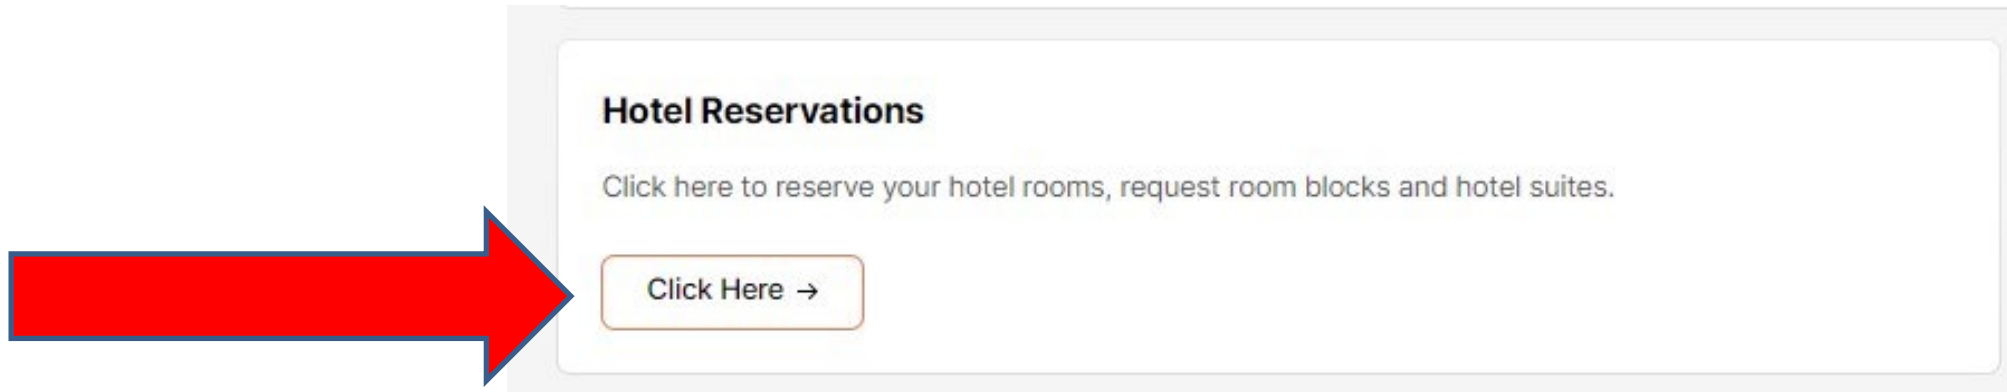 Hotel Reservations
Click here to reserve your hotel rooms, request room blocks and hotel suites.
Click Here →